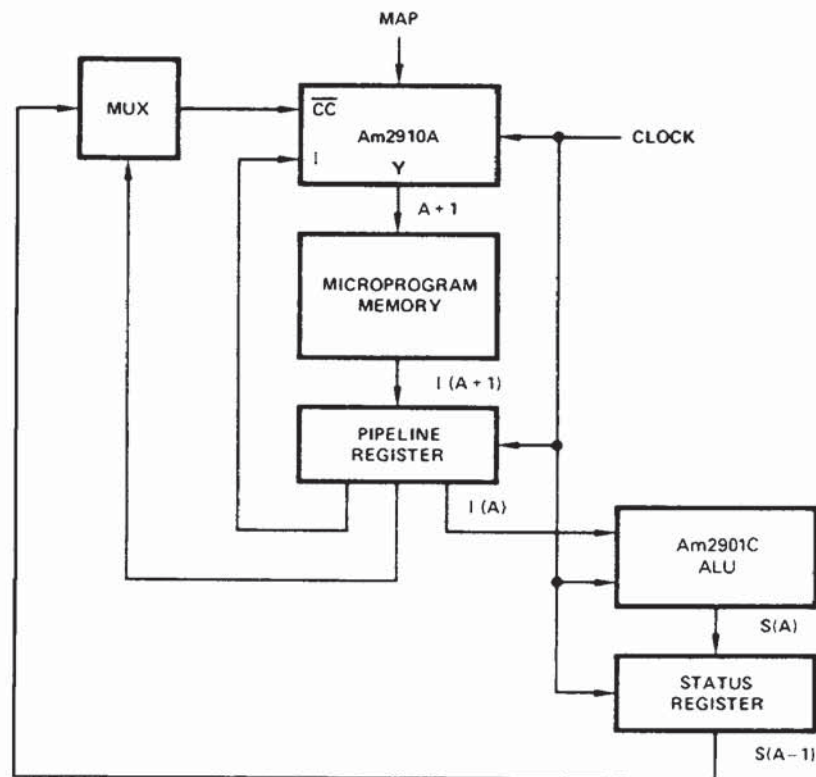 MAP
MUX
CC
Am2910A
I
Y
CLOCK
A + 1
MICROPROGRAM
MEMORY
I (A + 1)
PIPELINE
REGISTER
I (A)
Am2901C
ALU
S(A)
STATUS
REGISTER
S(A−1)